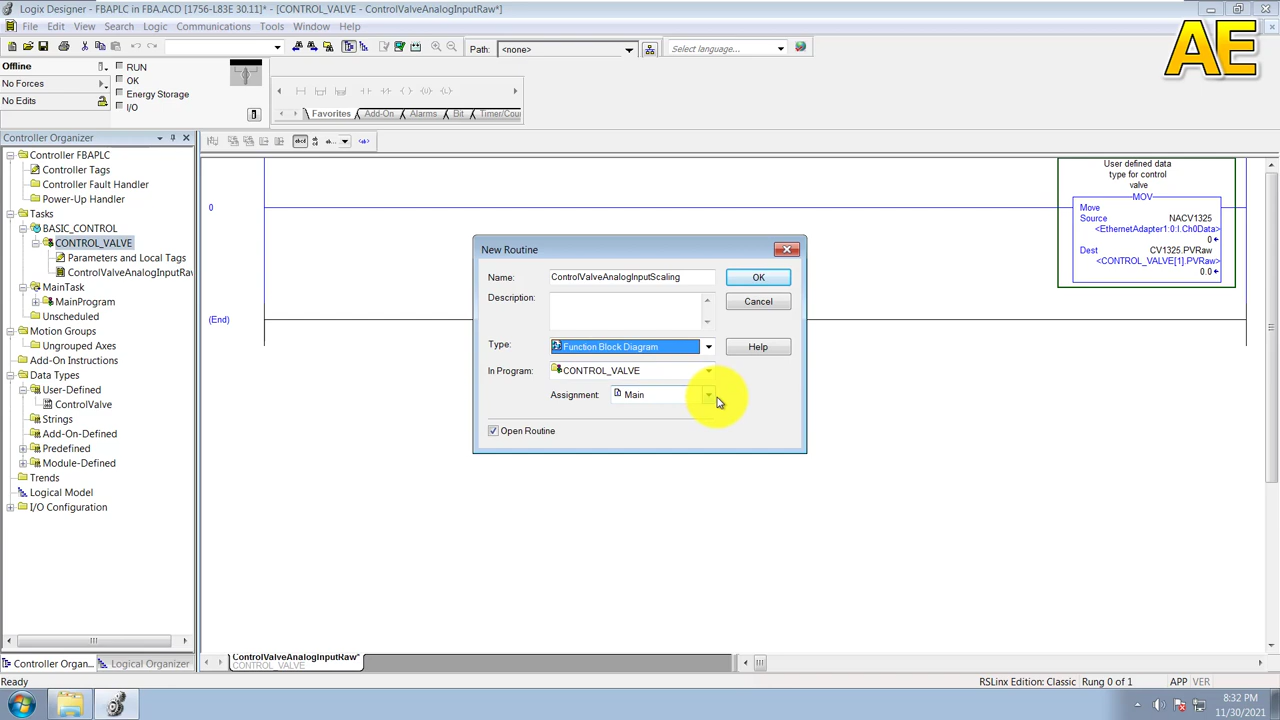 Logix Designer - FBAPLC in FBA.ACD [1756-L83E 30.11]* - [CONTROL_VALVE - ControlValveAnalogInputRaw*]
File Edit View Search Logic Communications Tools Window Help
AE
Path: <none>
Select language...
Offline
RUN
No Forces
OK
No Edits
Energy Storage
I/O
Favorites Add-On Alarms Bit Timer/Cou
Controller Organizer
Controller FBAPLC
Controller Tags
Controller Fault Handler
Power-Up Handler
Tasks
BASIC_CONTROL
CONTROL_VALVE
Parameters and Local Tags
ControlValveAnalogInputRaw
MainTask
MainProgram
Unscheduled
Motion Groups
Ungrouped Axes
Add-On Instructions
Data Types
User-Defined
ControlValve
Strings
Add-On-Defined
Predefined
Module-Defined
Trends
Logical Model
I/O Configuration
0
(End)
User defined data
type for control
valve
MOV
Move
Source NACV1325
<EthernetAdapter1:0:I.Ch0Data>
0
Dest CV1325.PVRaw
<CONTROL_VALVE[1].PVRaw>
0.0
New Routine
Name: ControlValveAnalogInputScaling
OK
Description:
Cancel
Type: Function Block Diagram
Help
In Program: CONTROL_VALVE
Assignment: Main
Open Routine
Controller Organ... Logical Organizer
ControlValveAnalogInputRaw*
CONTROL_VALVE
Ready
RSLinx Edition: Classic Rung 0 of 1 APP VER
8:32 PM
11/30/2021